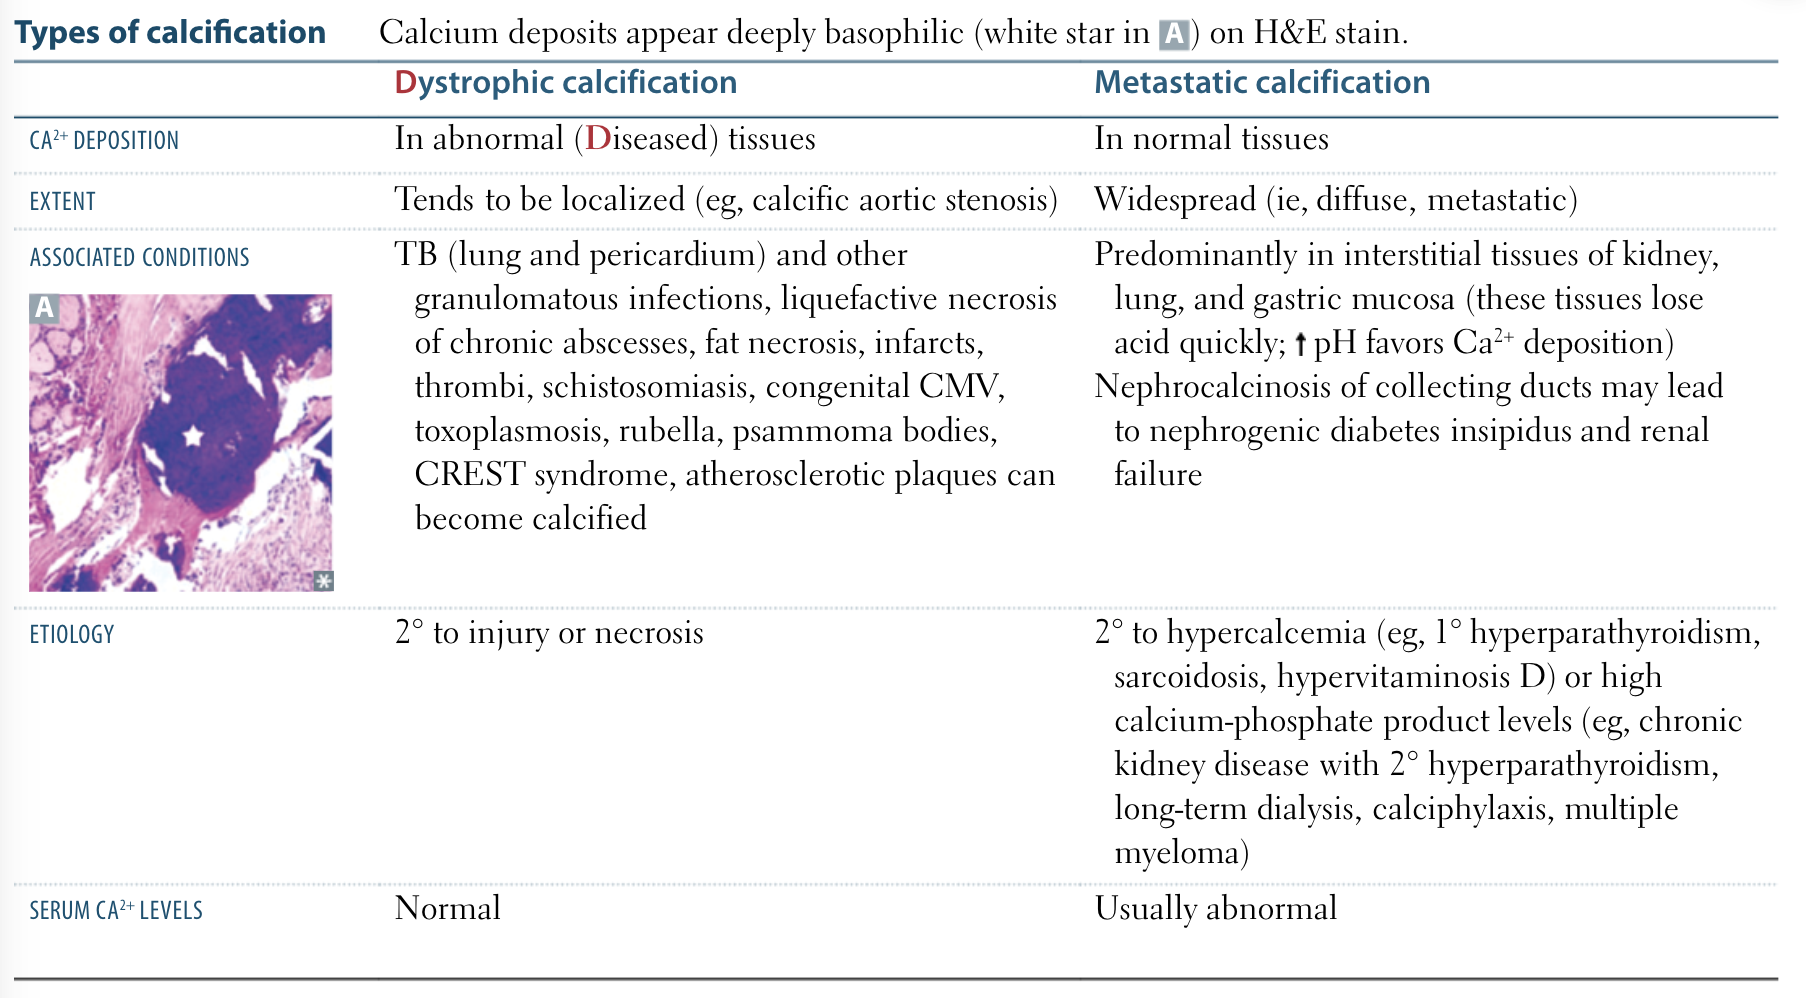 Types of calcification
Calcium deposits appear deeply basophilic (white star in A) on H&E stain.
Dystrophic calcification
Metastatic calcification
CA²⁺ DEPOSITION
In abnormal (Diseased) tissues
In normal tissues
EXTENT
Tends to be localized (eg, calcific aortic stenosis)
Widespread (ie, diffuse, metastatic)
ASSOCIATED CONDITIONS
A
TB (lung and pericardium) and other
granulomatous infections, liquefactive necrosis
of chronic abscesses, fat necrosis, infarcts,
thrombi, schistosomiasis, congenital CMV,
toxoplasmosis, rubella, psammoma bodies,
CREST syndrome, atherosclerotic plaques can
become calcified
Predominantly in interstitial tissues of kidney,
lung, and gastric mucosa (these tissues lose
acid quickly; ↑ pH favors Ca²⁺ deposition)
Nephrocalcinosis of collecting ducts may lead
to nephrogenic diabetes insipidus and renal
failure
ETIOLOGY
2° to injury or necrosis
2° to hypercalcemia (eg, 1° hyperparathyroidism,
sarcoidosis, hypervitaminosis D) or high
calcium-phosphate product levels (eg, chronic
kidney disease with 2° hyperparathyroidism,
long-term dialysis, calciphylaxis, multiple
myeloma)
SERUM CA²⁺ LEVELS
Normal
Usually abnormal